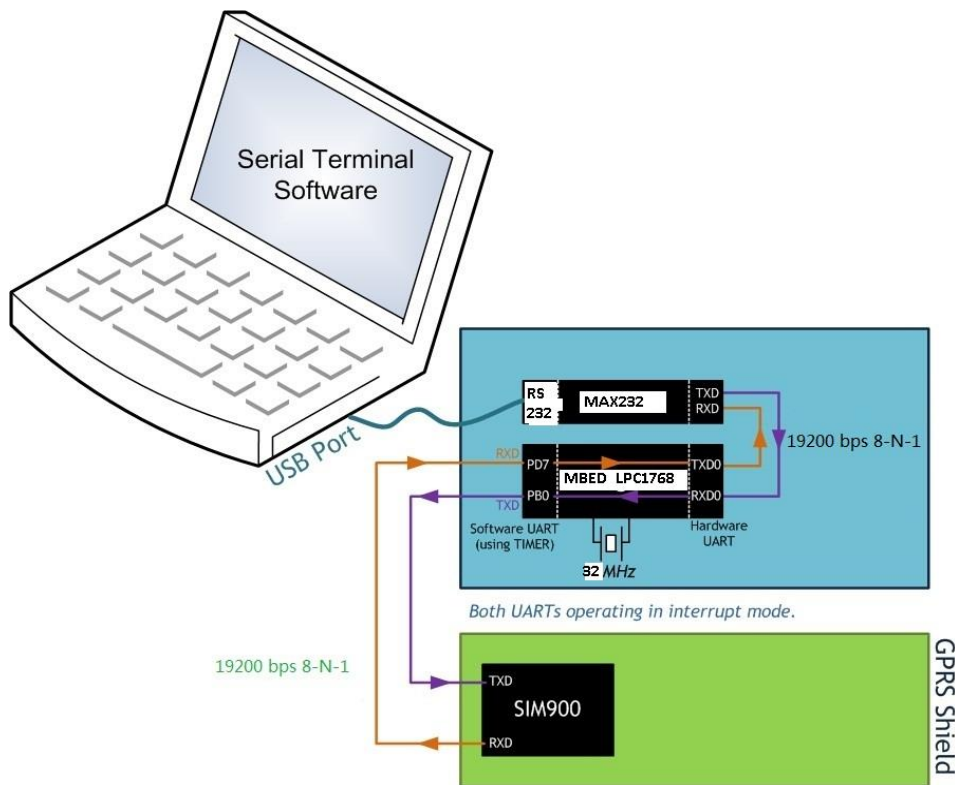 Serial Terminal
Software
USB Port
RS
232
MAX232
TXD
RXD
19200 bps 8-N-1
RXD
PD7
MBED LPC1768
TXD0
PB0
RXD0
TXD
Software UART
(using TIMER)
Hardware
UART
32 MHz
Both UARTs operating in interrupt mode.
19200 bps 8-N-1
TXD
SIM900
RXD
GPRS Shield